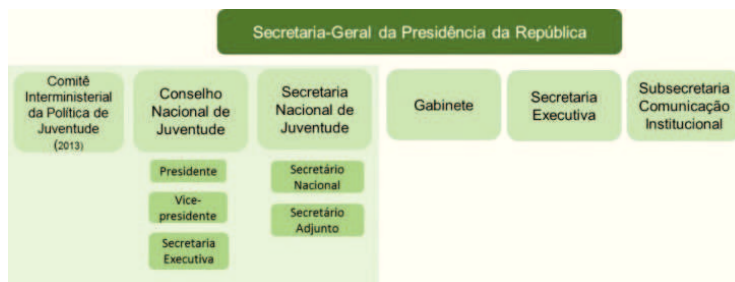 Secretaria-Geral da Presidência da República
Comitê
Interministerial
da Política de
Juventude
(2013)
Conselho
Nacional de
Juventude
Secretaria
Nacional de
Juventude
Gabinete
Secretaria
Executiva
Subsecretaria
Comunicação
Institucional
Presidente
Vice-
presidente
Secretaria
Executiva
Secretário
Nacional
Secretário
Adjunto